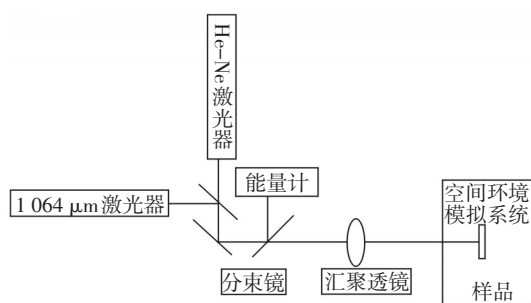 He-Ne激光器
能量计
1 064 μm激光器
空间环境
模拟系统
分束镜
汇聚透镜
样品